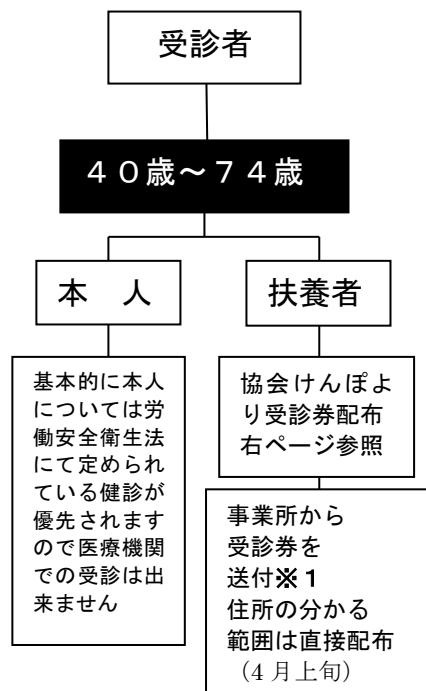 受診者
４０歳～７４歳
本　人
扶養者
基本的に本人
については労
働安全衛生法
にて定められ
ている健診が
優先されます
ので医療機関
での受診は出
来ません
協会けんぽよ
り受診券配布
右ページ参照
事業所から
受診券を
送付※１
住所の分かる
範囲は直接配布
（4 月上旬）